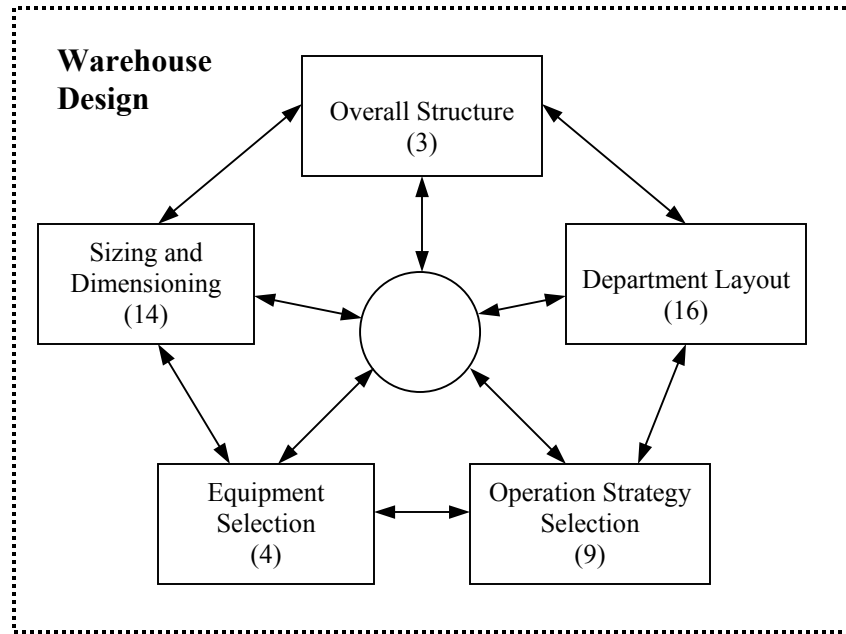 Warehouse
Design
Overall Structure
(3)
Sizing and
Dimensioning
(14)
Department Layout
(16)
Equipment
Selection
(4)
Operation Strategy
Selection
(9)